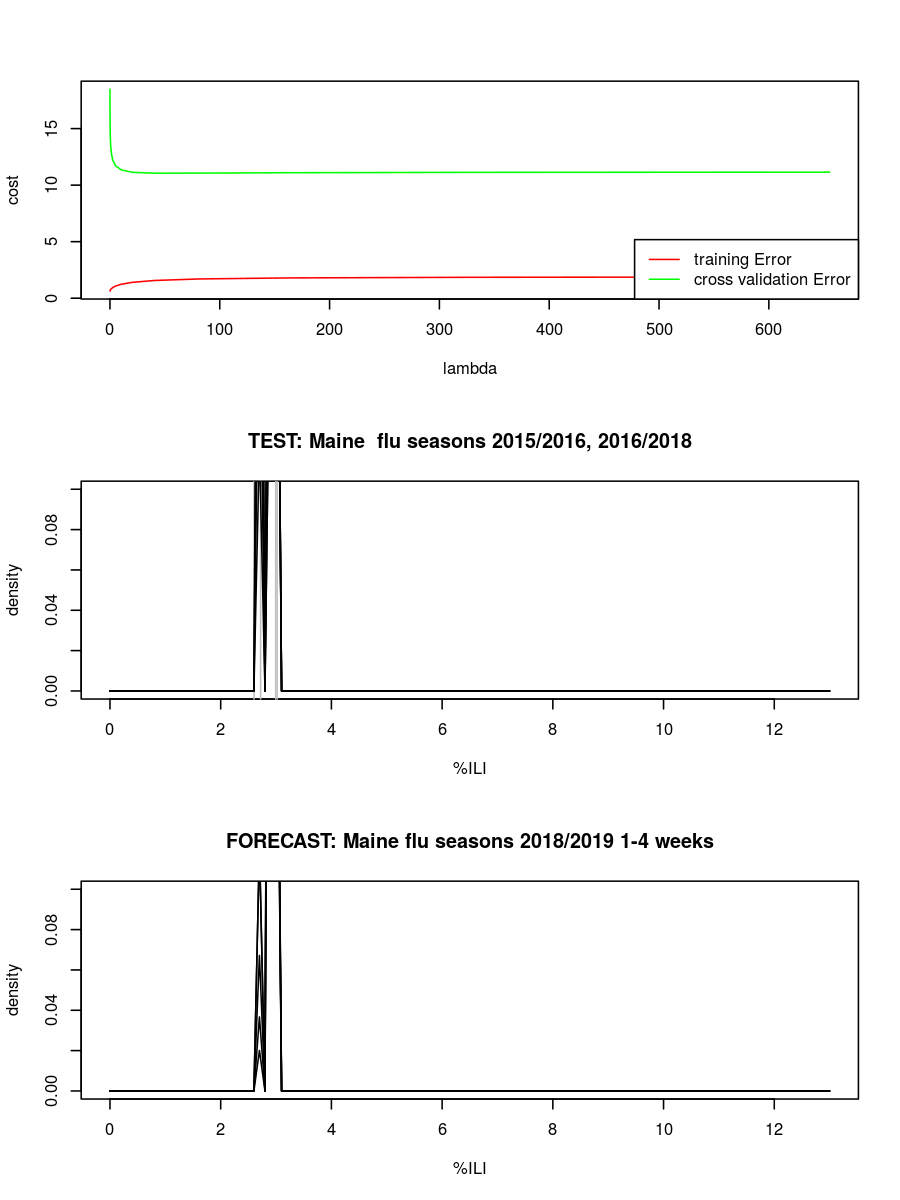 15
10
5
0
cost
training Error
cross validation Error
0 100 200 300 400 500 600
lambda
TEST: Maine  flu seasons 2015/2016, 2016/2018
0.08
0.04
0.00
density
0 2 4 6 8 10 12
%ILI
FORECAST: Maine flu seasons 2018/2019 1-4 weeks
0.08
0.04
0.00
density
0 2 4 6 8 10 12
%ILI